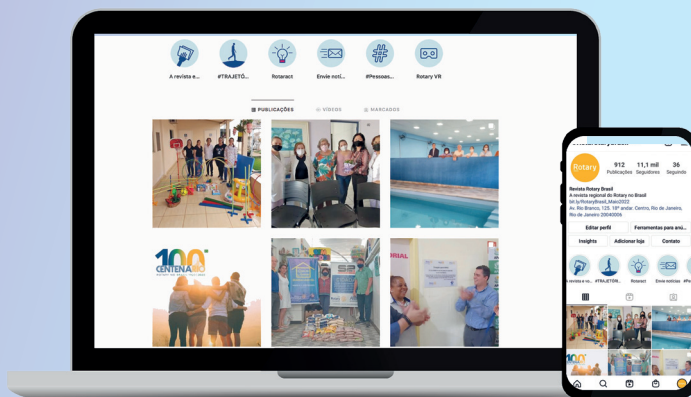 A revista e...
#TRAJETÓ...
Rotaract
Envie notí...
#Pessoas...
Rotary VR
PUBLICAÇÕES
VÍDEOS
MARCADOS
100
CENTENÁRIO
Rotary
912
11,1 mil
36
Publicações
Seguidores
Seguindo
Revista Rotary Brasil
A revista regional do Rotary no Brasil
bit.ly/RotaryBrasil_Maio2022
Av. Rio Branco, 125. 18º andar. Centro, Rio de Janeiro,
Rio de Janeiro 20040006
Editar perfil
Ferramentas para anú...
Insights
Adicionar loja
Contato
#TRAJETÓR...
Rotaract
Envie notícias